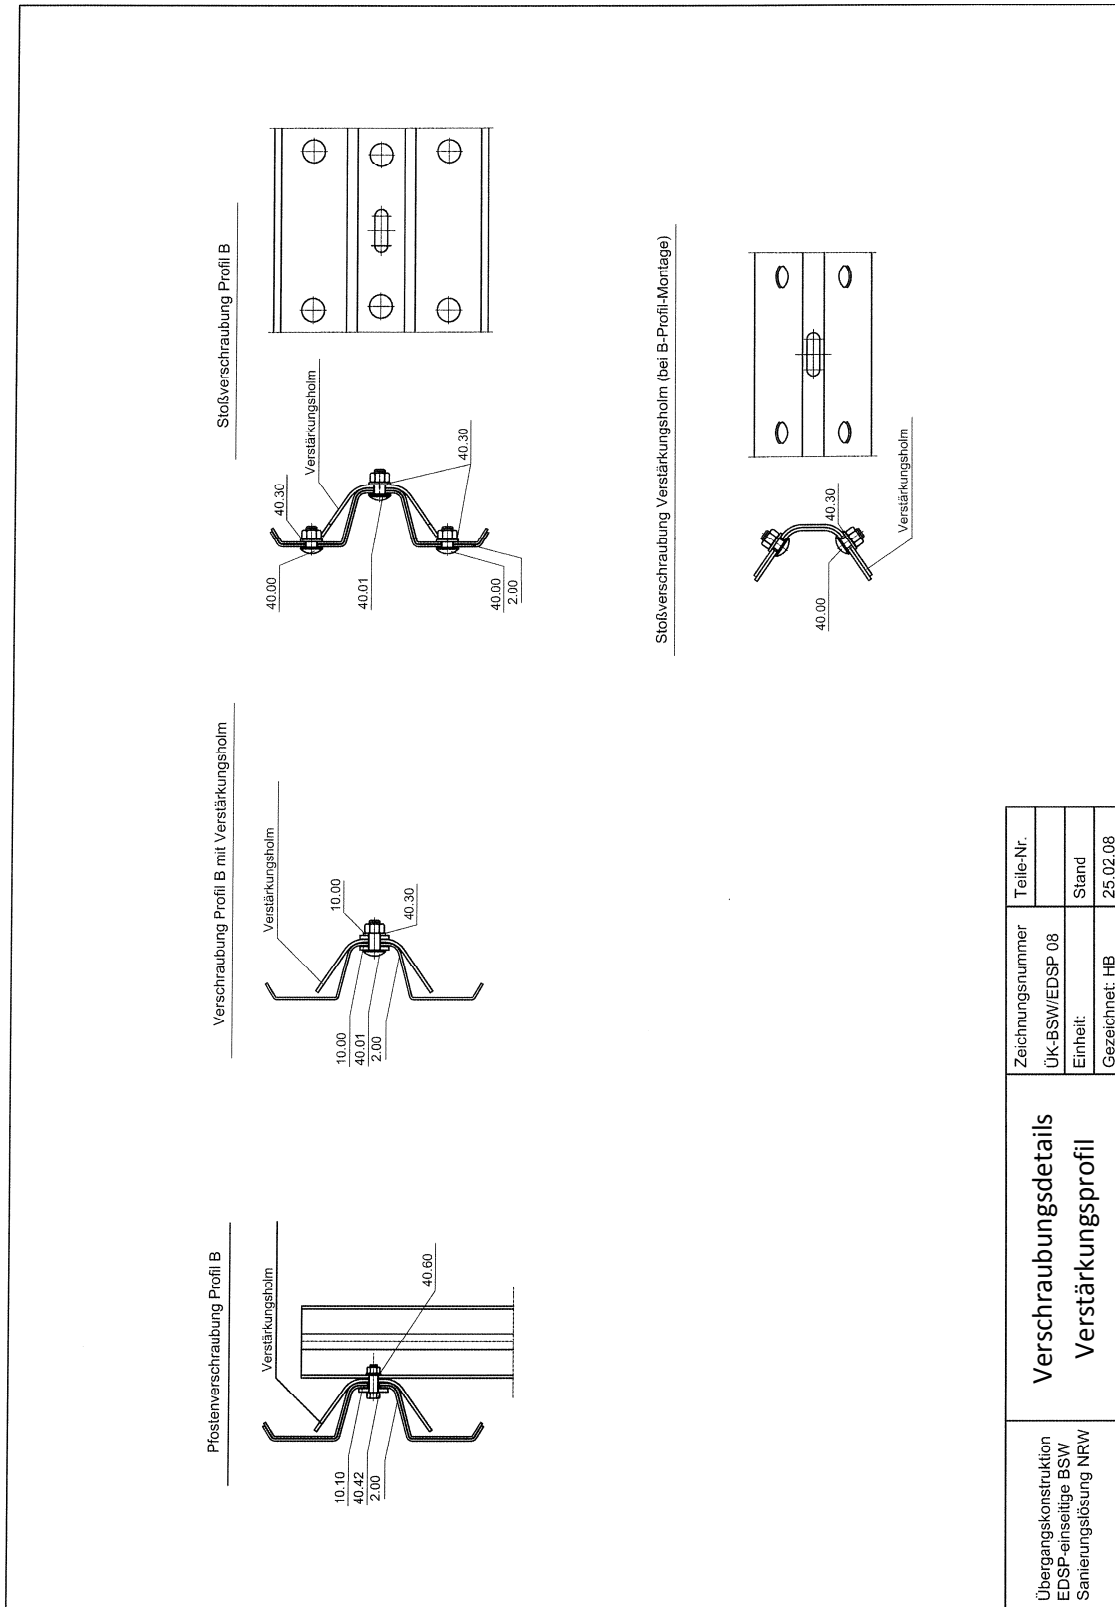 Pfostenverschraubung Profil B
Verstärkungsholm
10.10
40.42
2.00
40.60
Verschraubung Profil B mit Verstärkungsholm
Verstärkungsholm
10.00
40.01
2.00
10.00
40.30
Stoßverschraubung Profil B
Verstärkungsholm
40.30
40.00
40.01
40.00
2.00
40.30
Stoßverschraubung Verstärkungsholm (bei B-Profil-Montage)
40.00
40.30
Verstärkungsholm
Übergangskonstruktion
EDSP-einseitige BSW
Sanierungslösung NRW
Verschraubungsdetails
Verstärkungsprofil
Zeichnungsnummer
ÜK-BSW/EDSP 08
Einheit:
Gezeichnet: HB
Teile-Nr.
Stand
25.02.08